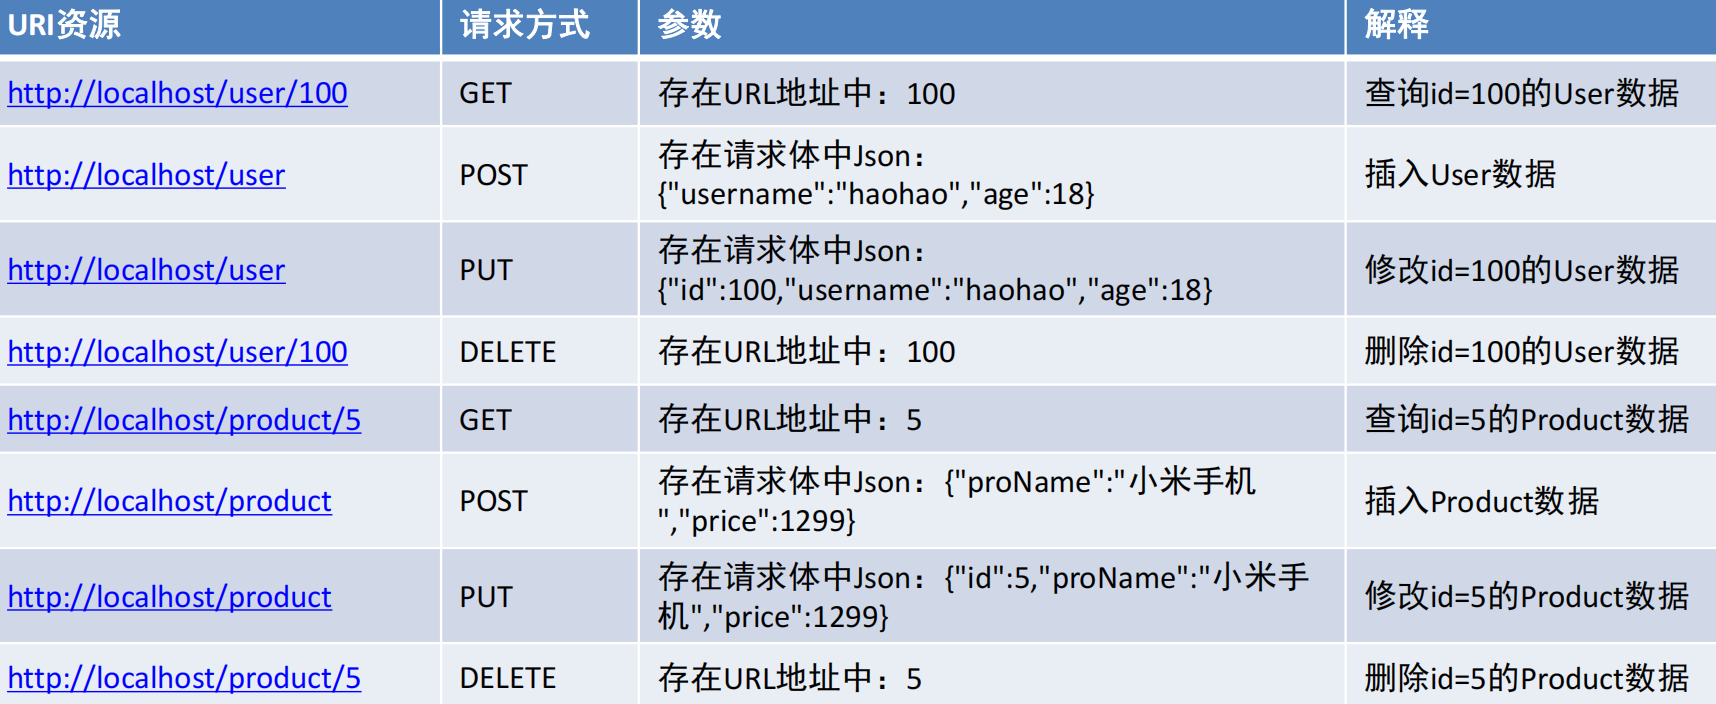 URI资源 请求方式 参数 解释
http://localhost/user/100 GET 存在URL地址中：100 查询id=100的User数据
http://localhost/user POST 存在请求体中Json：
{"username":"haohao","age":18} 插入User数据
http://localhost/user PUT 存在请求体中Json：
{"id":100,"username":"haohao","age":18} 修改id=100的User数据
http://localhost/user/100 DELETE 存在URL地址中：100 删除id=100的User数据
http://localhost/product/5 GET 存在URL地址中：5 查询id=5的Product数据
http://localhost/product POST 存在请求体中Json：{"proName":"小米手机
","price":1299} 插入Product数据
http://localhost/product PUT 存在请求体中Json：{"id":5,"proName":"小米手
机","price":1299} 修改id=5的Product数据
http://localhost/product/5 DELETE 存在URL地址中：5 删除id=5的Product数据